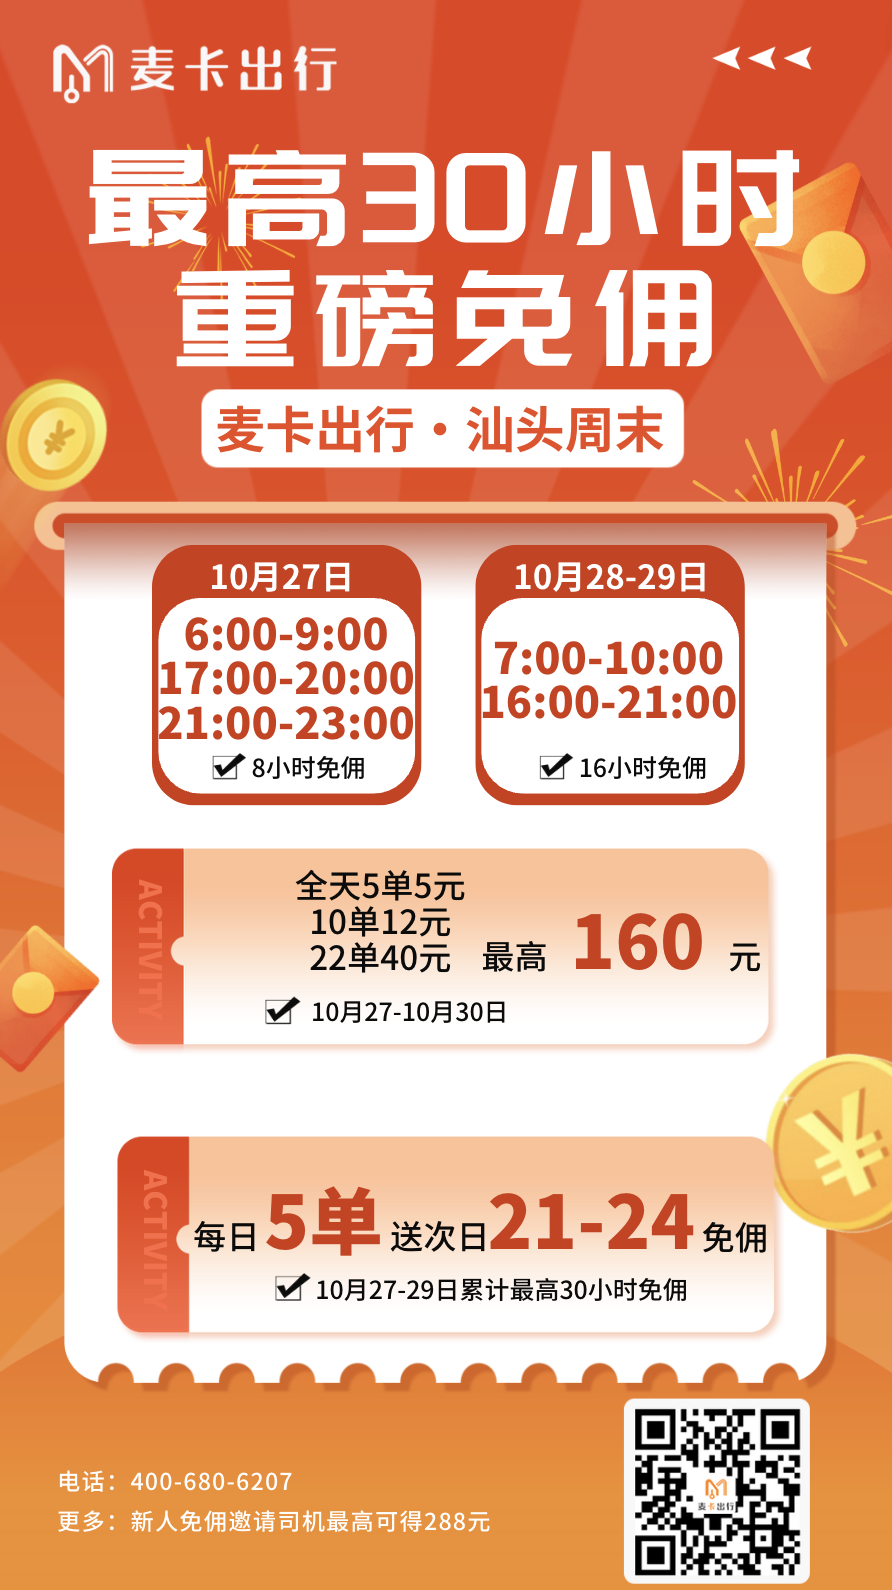 麦卡出行
最高30小时
重磅免佣
麦卡出行·汕头周末
10月27日
6:00-9:00
17:00-20:00
21:00-23:00
8小时免佣
10月28-29日
7:00-10:00
16:00-21:00
16小时免佣
ACTIVITY
全天5单5元
10单12元
22单40元 最高 160 元
10月27-10月30日
ACTIVITY
每日5单送次日21-24免佣
10月27-29日累计最高30小时免佣
电话：400-680-6207
更多：新人免佣邀请司机最高可得288元
麦卡出行